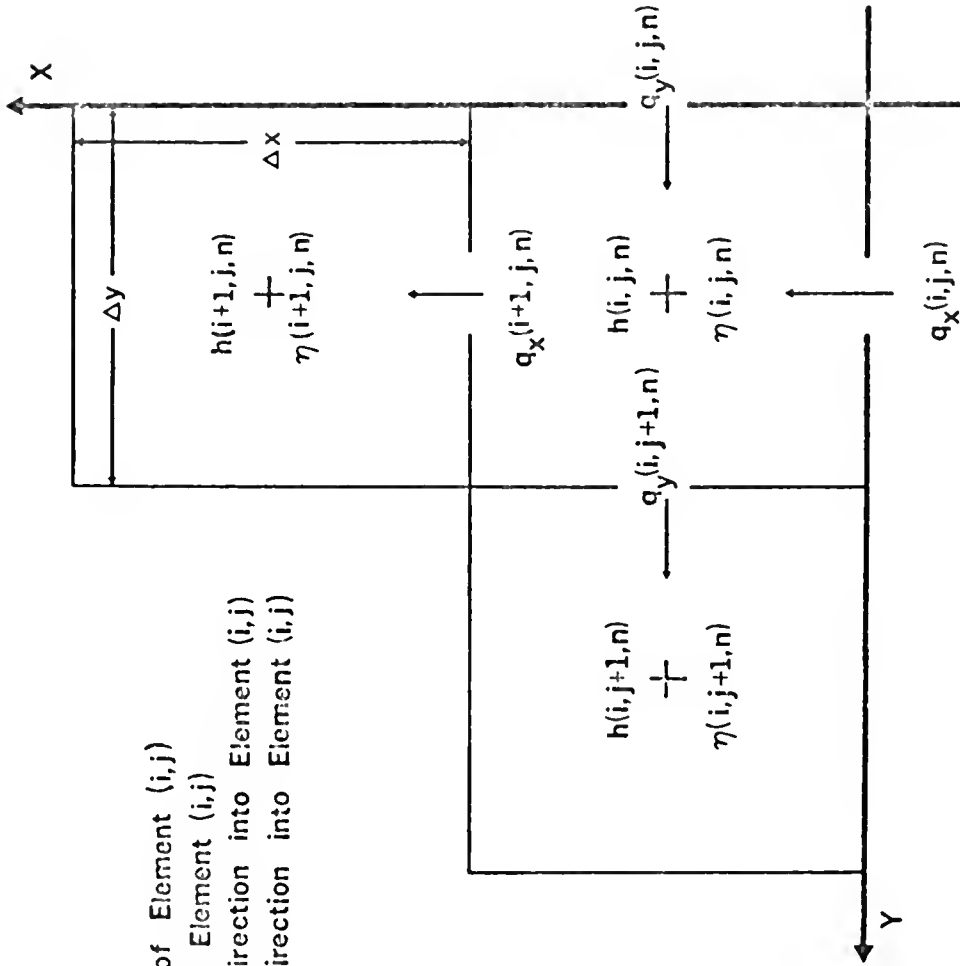 X
Δy
Δx
h(i+1, j, n)
η(i+1, j, n)
q_x(i+1, j, n)
q_y(i, j, n)
h(i, j, n)
η(i, j, n)
q_y(i, j+1, n)
h(i, j+1, n)
η(i, j+1, n)
q_x(i, j, n)
Y
of Element (i,j)
Element (i,j)
irection into Element (i,j)
irection into Element (i,j)